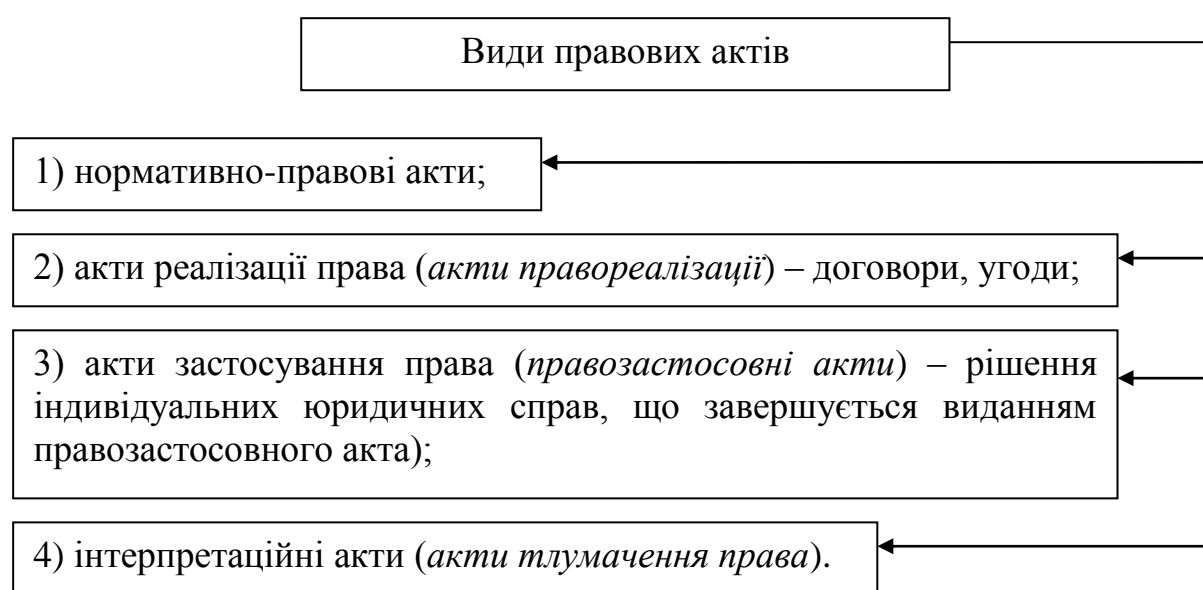 Види правових актів
1) нормативно-правові акти;
2) акти реалізації права (акти правореалізації) – договори, угоди;
3) акти застосування права (правозастосовні акти) – рішення
індивідуальних юридичних справ, що завершується виданням
правозастосовного акта);
4) інтерпретаційні акти (акти тлумачення права).